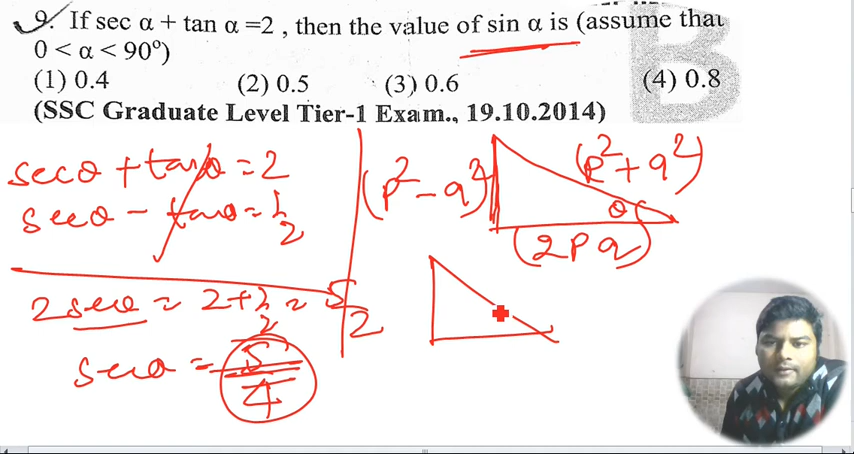 9. If sec α + tan α =2 , then the value of sin α is (assume that
0 < α < 90°)
(1) 0.4 (2) 0.5 (3) 0.6 (4) 0.8
(SSC Graduate Level Tier-1 Exam., 19.10.2014)
B
secθ + tanθ = 2
secθ - tanθ = 1/2
2secθ = 2+1/2 = 5/2
secθ = 5/4
(p²-q²)
(p²+q²)
θ
(2pq)